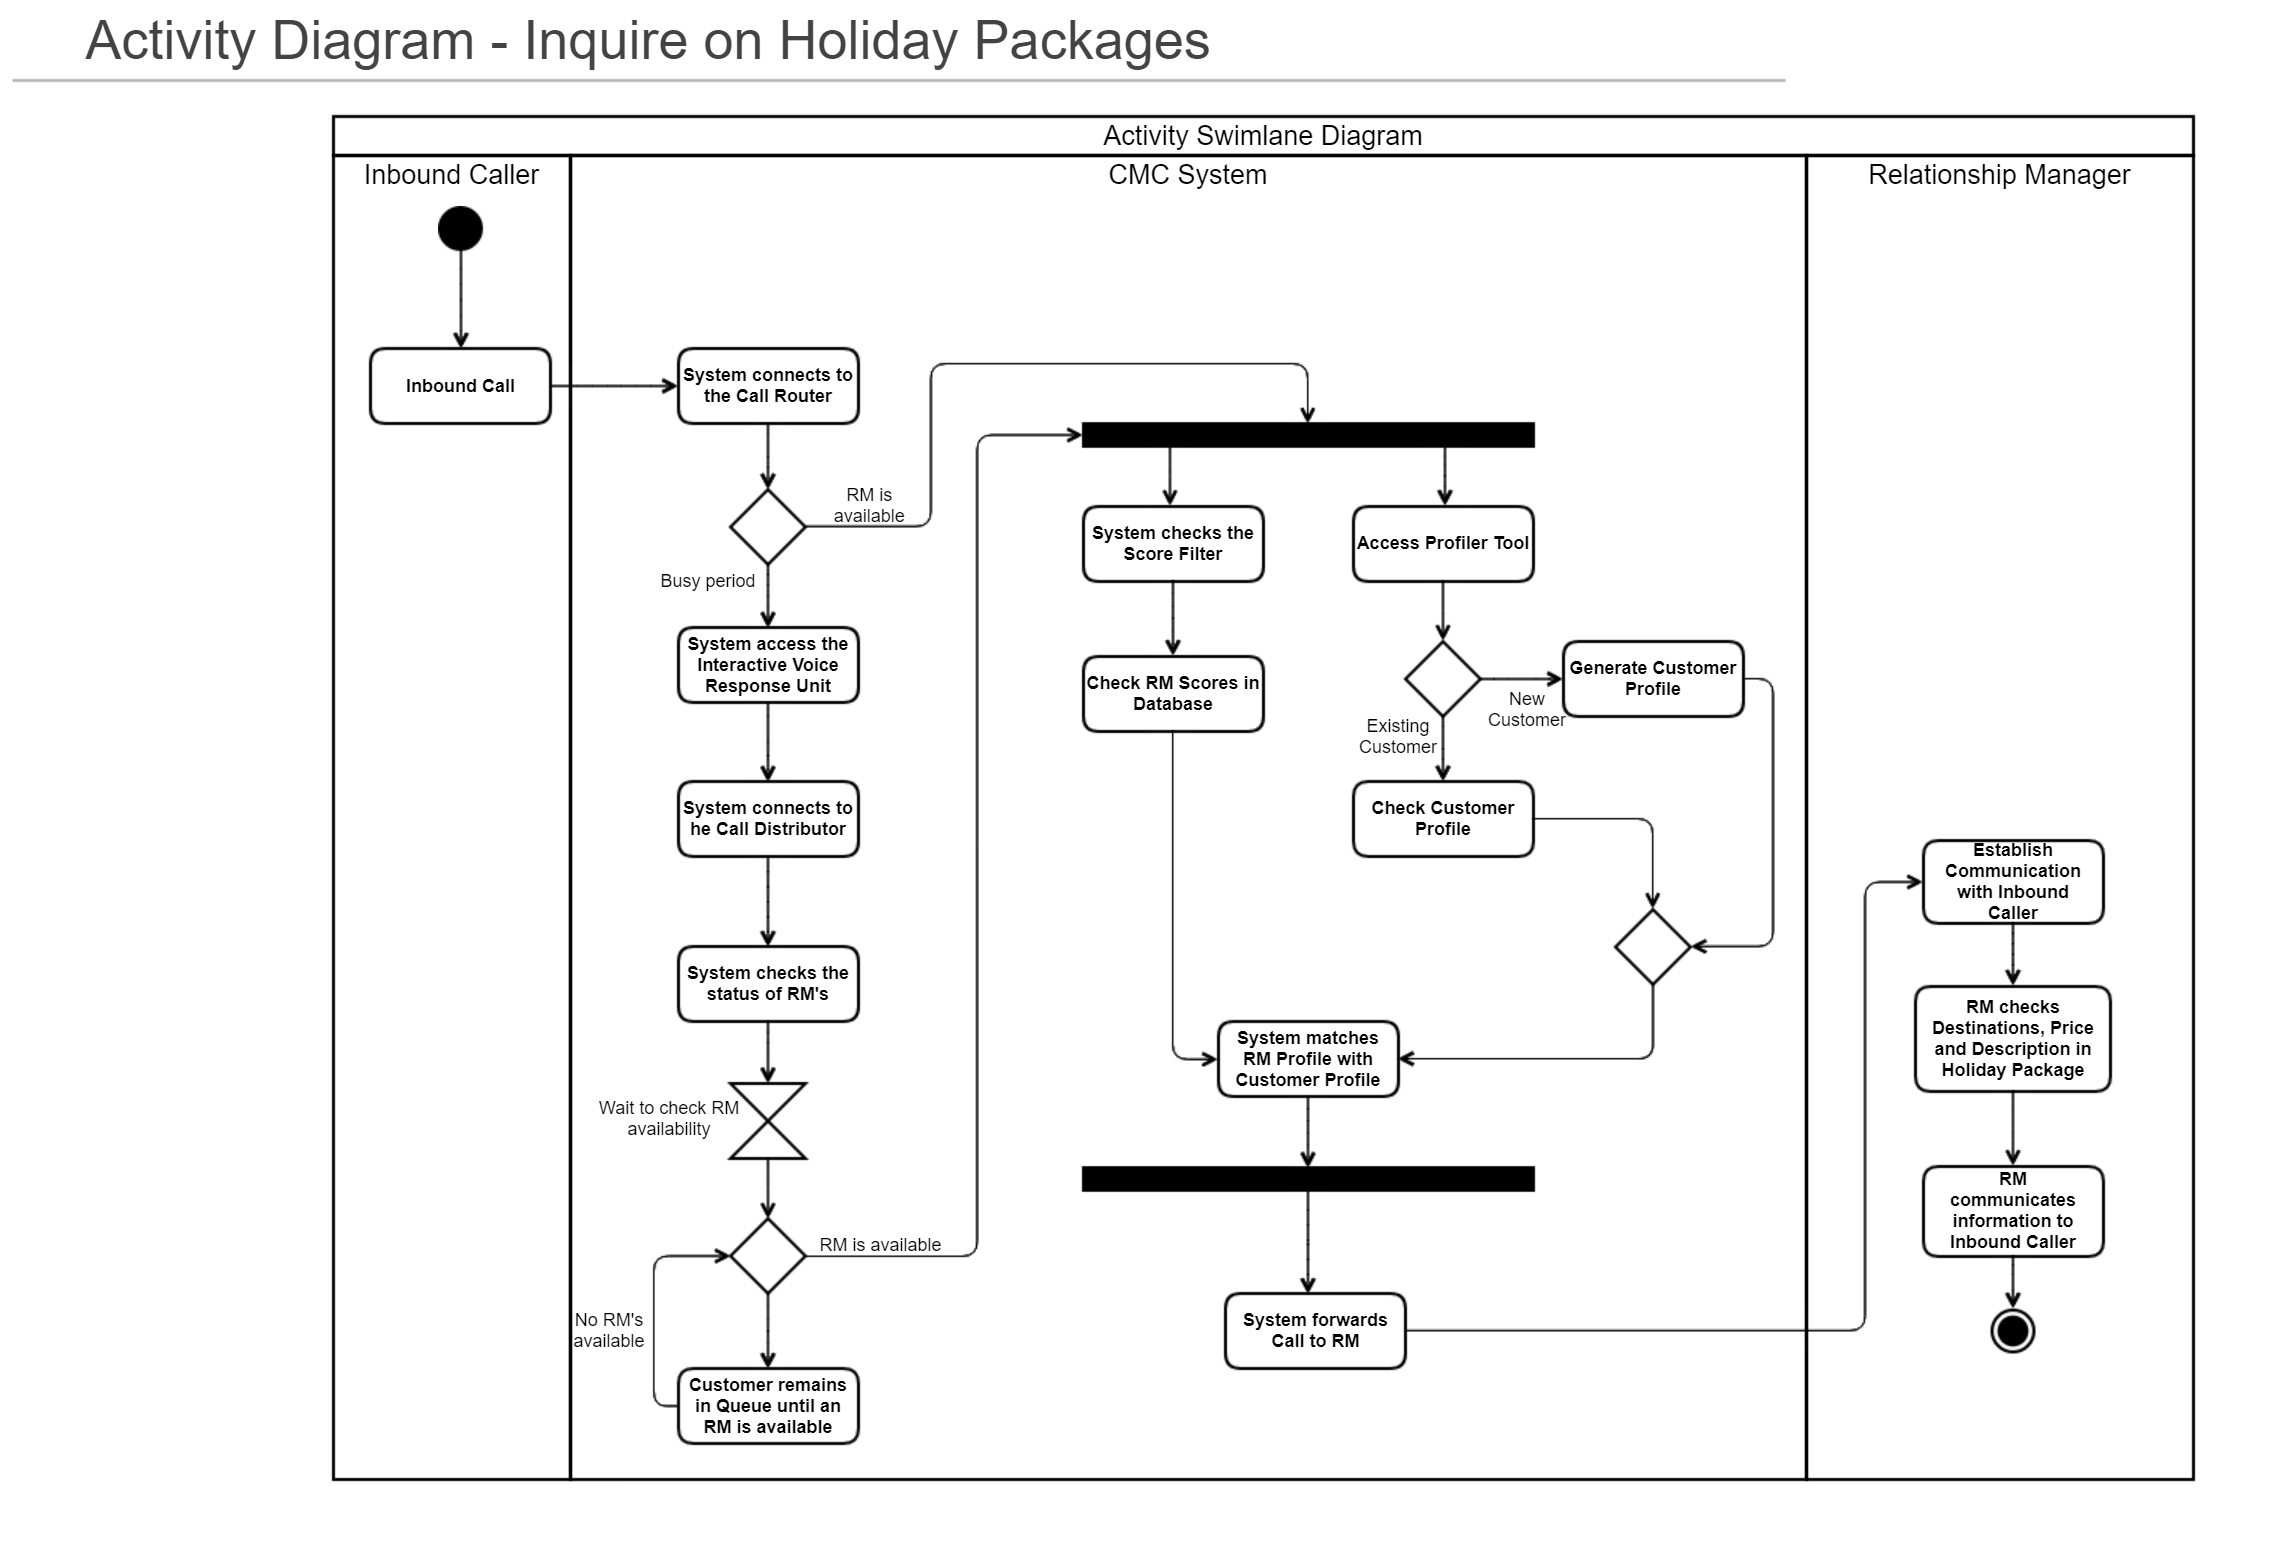 Activity Diagram - Inquire on Holiday Packages
Activity Swimlane Diagram
Inbound Caller
CMC System
Relationship Manager
Inbound Call
System connects to
the Call Router
RM is
available
Busy period
System access the
Interactive Voice
Response Unit
System connects to
he Call Distributor
System checks the
status of RM's
Wait to check RM
availability
RM is available
No RM's
available
Customer remains
in Queue until an
RM is available
System checks the
Score Filter
Check RM Scores in
Database
Access Profiler Tool
Generate Customer
Profile
New
Customer
Existing
Customer
Check Customer
Profile
System matches
RM Profile with
Customer Profile
System forwards
Call to RM
Establish
Communication
with Inbound
Caller
RM checks
Destinations, Price
and Description in
Holiday Package
RM
communicates
information to
Inbound Caller